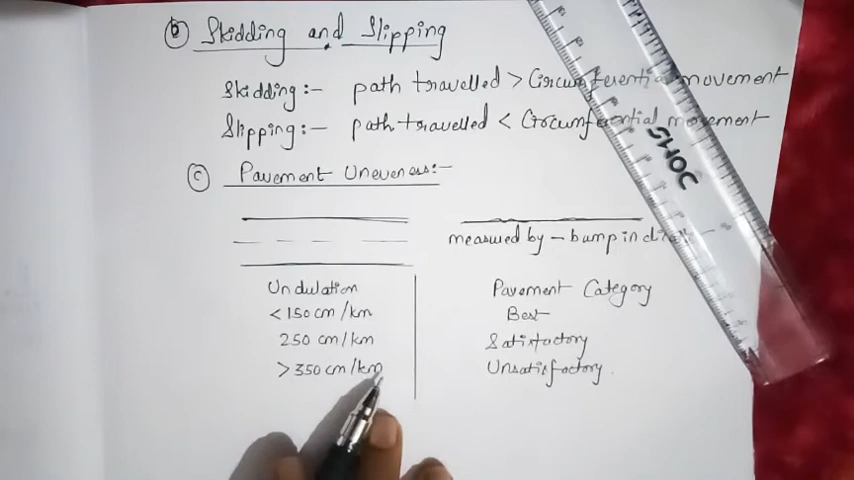 (B) Skidding and Slipping
Skidding:- path travelled > Circumferential movement
Slipping:- path travelled < Circumferential movement
(C) Pavement Uneveness:-
measured by - bump in
Undulation Pavement Category
< 150 cm/km Best
250 cm/km Satisfactory
> 350 cm/km Unsatisfactory